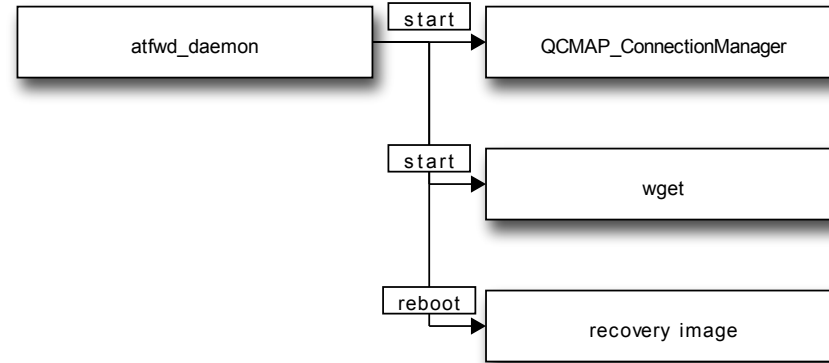 start
atfwd_daemon
QCMAP_ConnectionManager
start
wget
reboot
recovery image